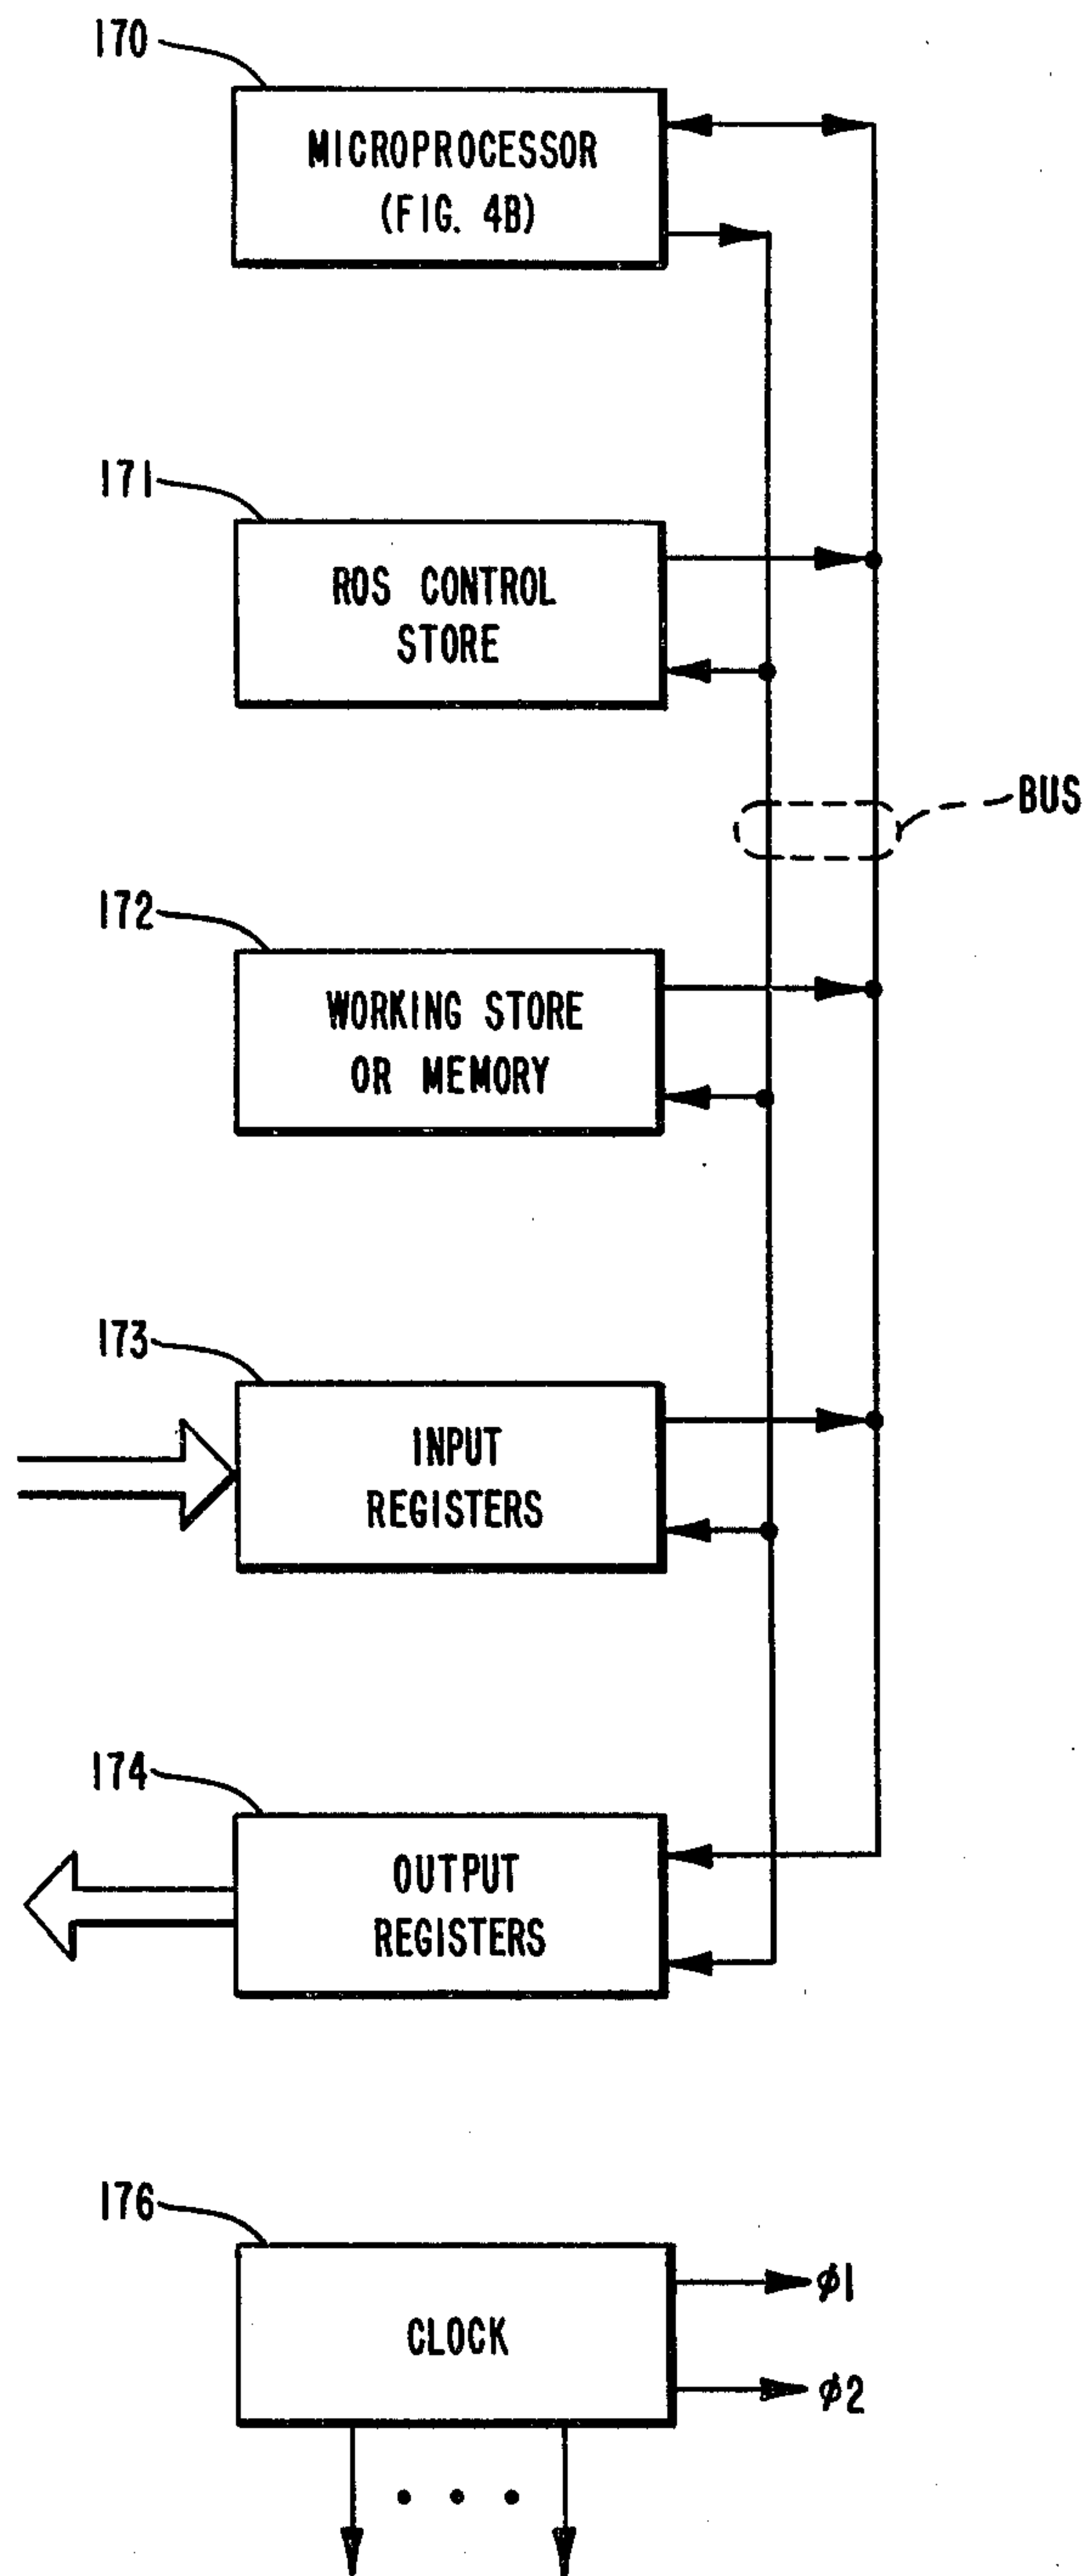 170
MICROPROCESSOR
(FIG. 4B)
171
ROS CONTROL
STORE
BUS
172
WORKING STORE
OR MEMORY
173
INPUT
REGISTERS
174
OUTPUT
REGISTERS
176
CLOCK
φ1
φ2